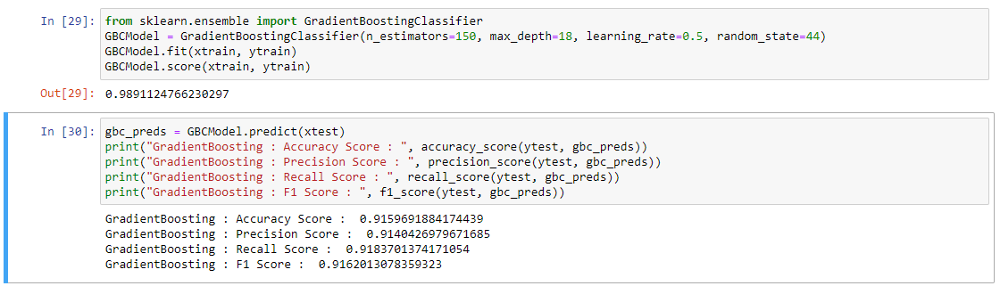 In [29]: from sklearn.ensemble import GradientBoostingClassifier
GBCModel = GradientBoostingClassifier(n_estimators=150, max_depth=18, learning_rate=0.5, random_state=44)
GBCModel.fit(xtrain, ytrain)
GBCModel.score(xtrain, ytrain)
Out[29]: 0.9891124766230297
In [30]: gbc_preds = GBCModel.predict(xtest)
print("GradientBoosting : Accuracy Score : ", accuracy_score(ytest, gbc_preds))
print("GradientBoosting : Precision Score : ", precision_score(ytest, gbc_preds))
print("GradientBoosting : Recall Score : ", recall_score(ytest, gbc_preds))
print("GradientBoosting : F1 Score : ", f1_score(ytest, gbc_preds))
GradientBoosting : Accuracy Score :  0.9159691884174439
GradientBoosting : Precision Score :  0.9140426979671685
GradientBoosting : Recall Score :  0.9183701374171054
GradientBoosting : F1 Score :  0.9162013078359323